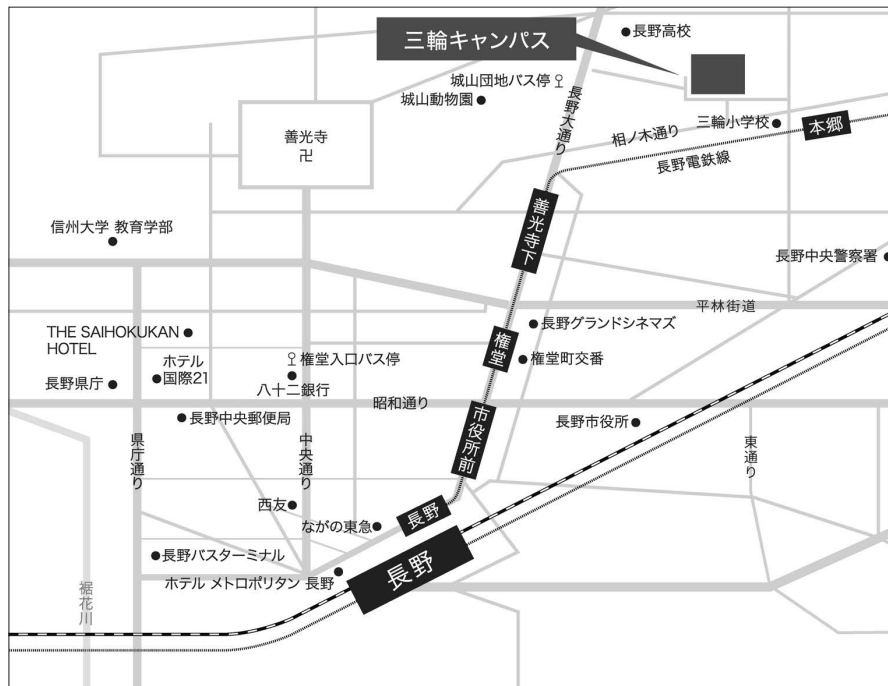 三輪キャンパス
長野高校
城山団地バス停
城山動物園
長野大通り
善光寺
卍
三輪小学校
本郷
相ノ木通り
長野電鉄線
善光寺下
信州大学 教育学部
長野中央警察署
平林街道
THE SAIHOKUKAN
HOTEL
長野グランドシネマズ
権堂
権堂町交番
権堂入口バス停
ホテル
国際21
長野県庁
八十二銀行
昭和通り
長野中央郵便局
市役所前
長野市役所
県庁通り
中央通り
東通り
西友
長野
ながの東急
長野バスターミナル
長野
ホテル メトロポリタン 長野
裾花川